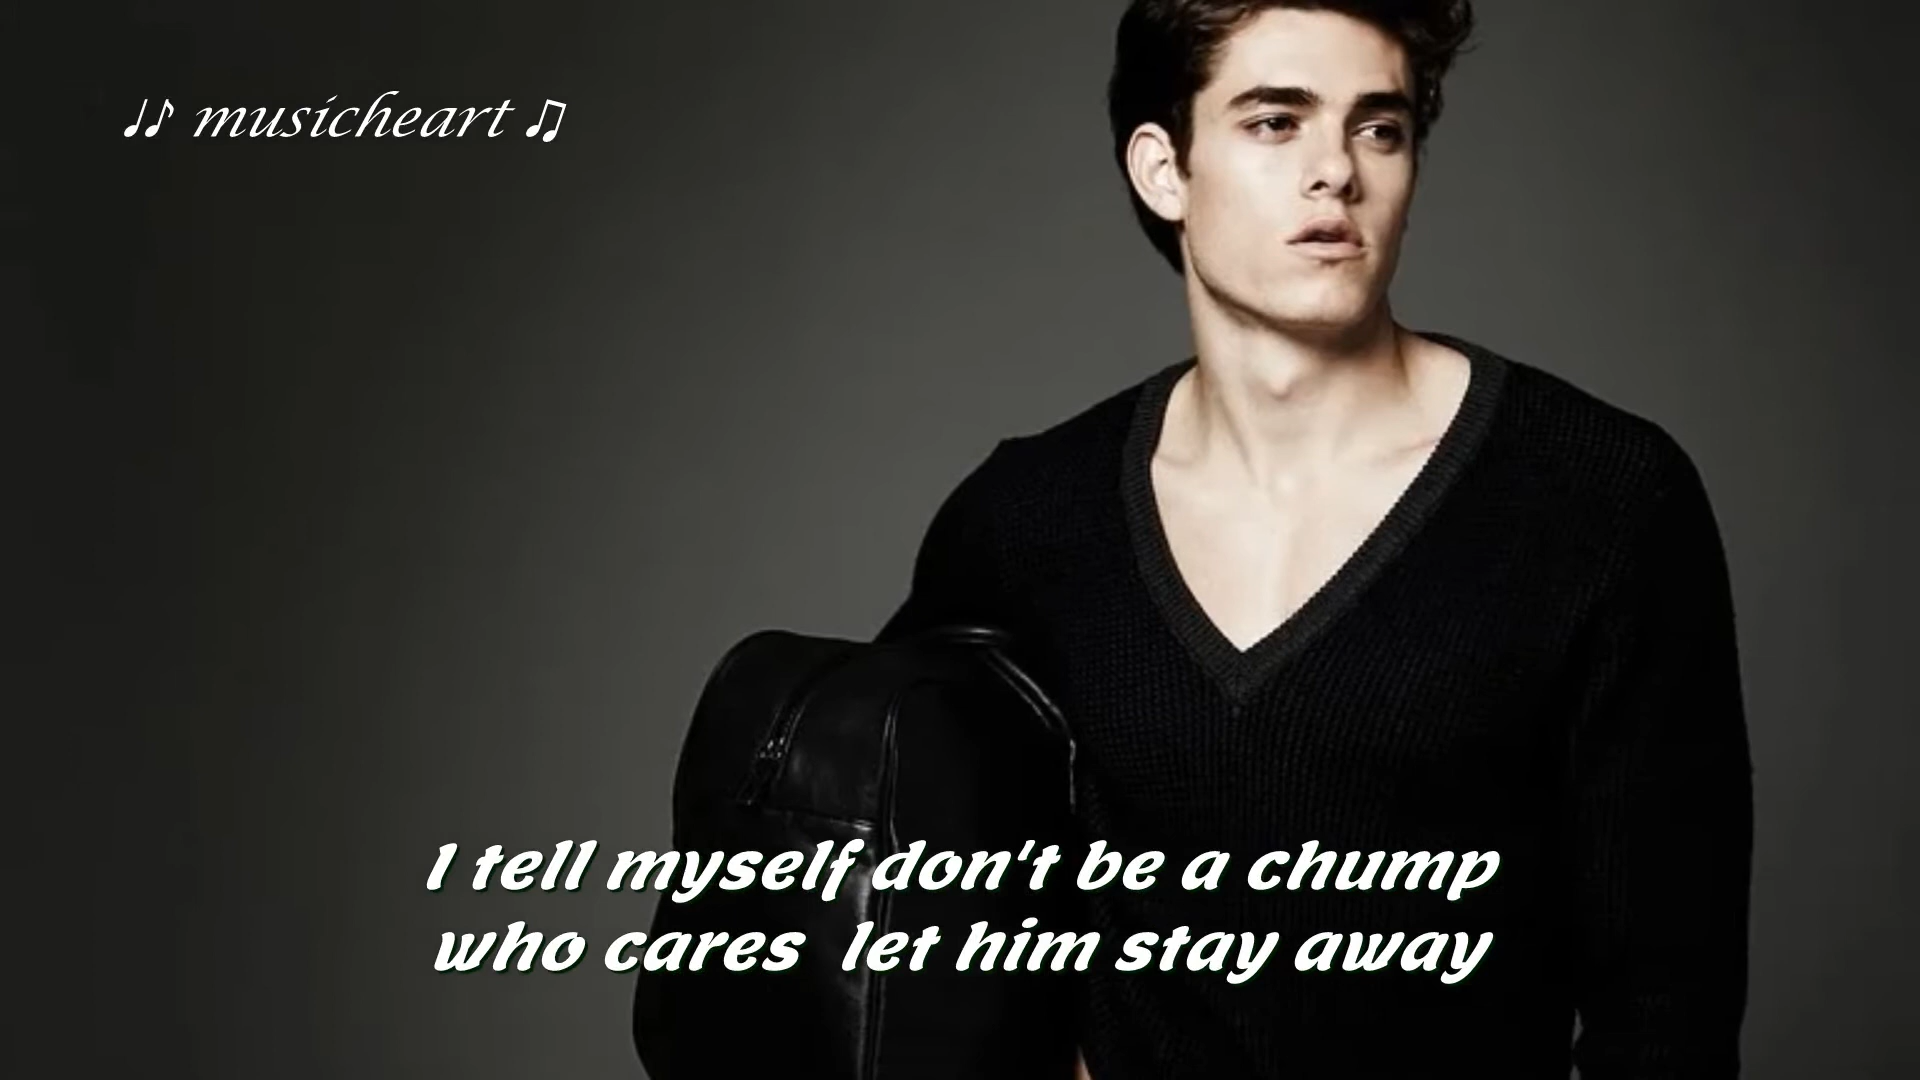 ♩♪ musicheart ♫
I tell myself don't be a chump
who cares  let him stay away